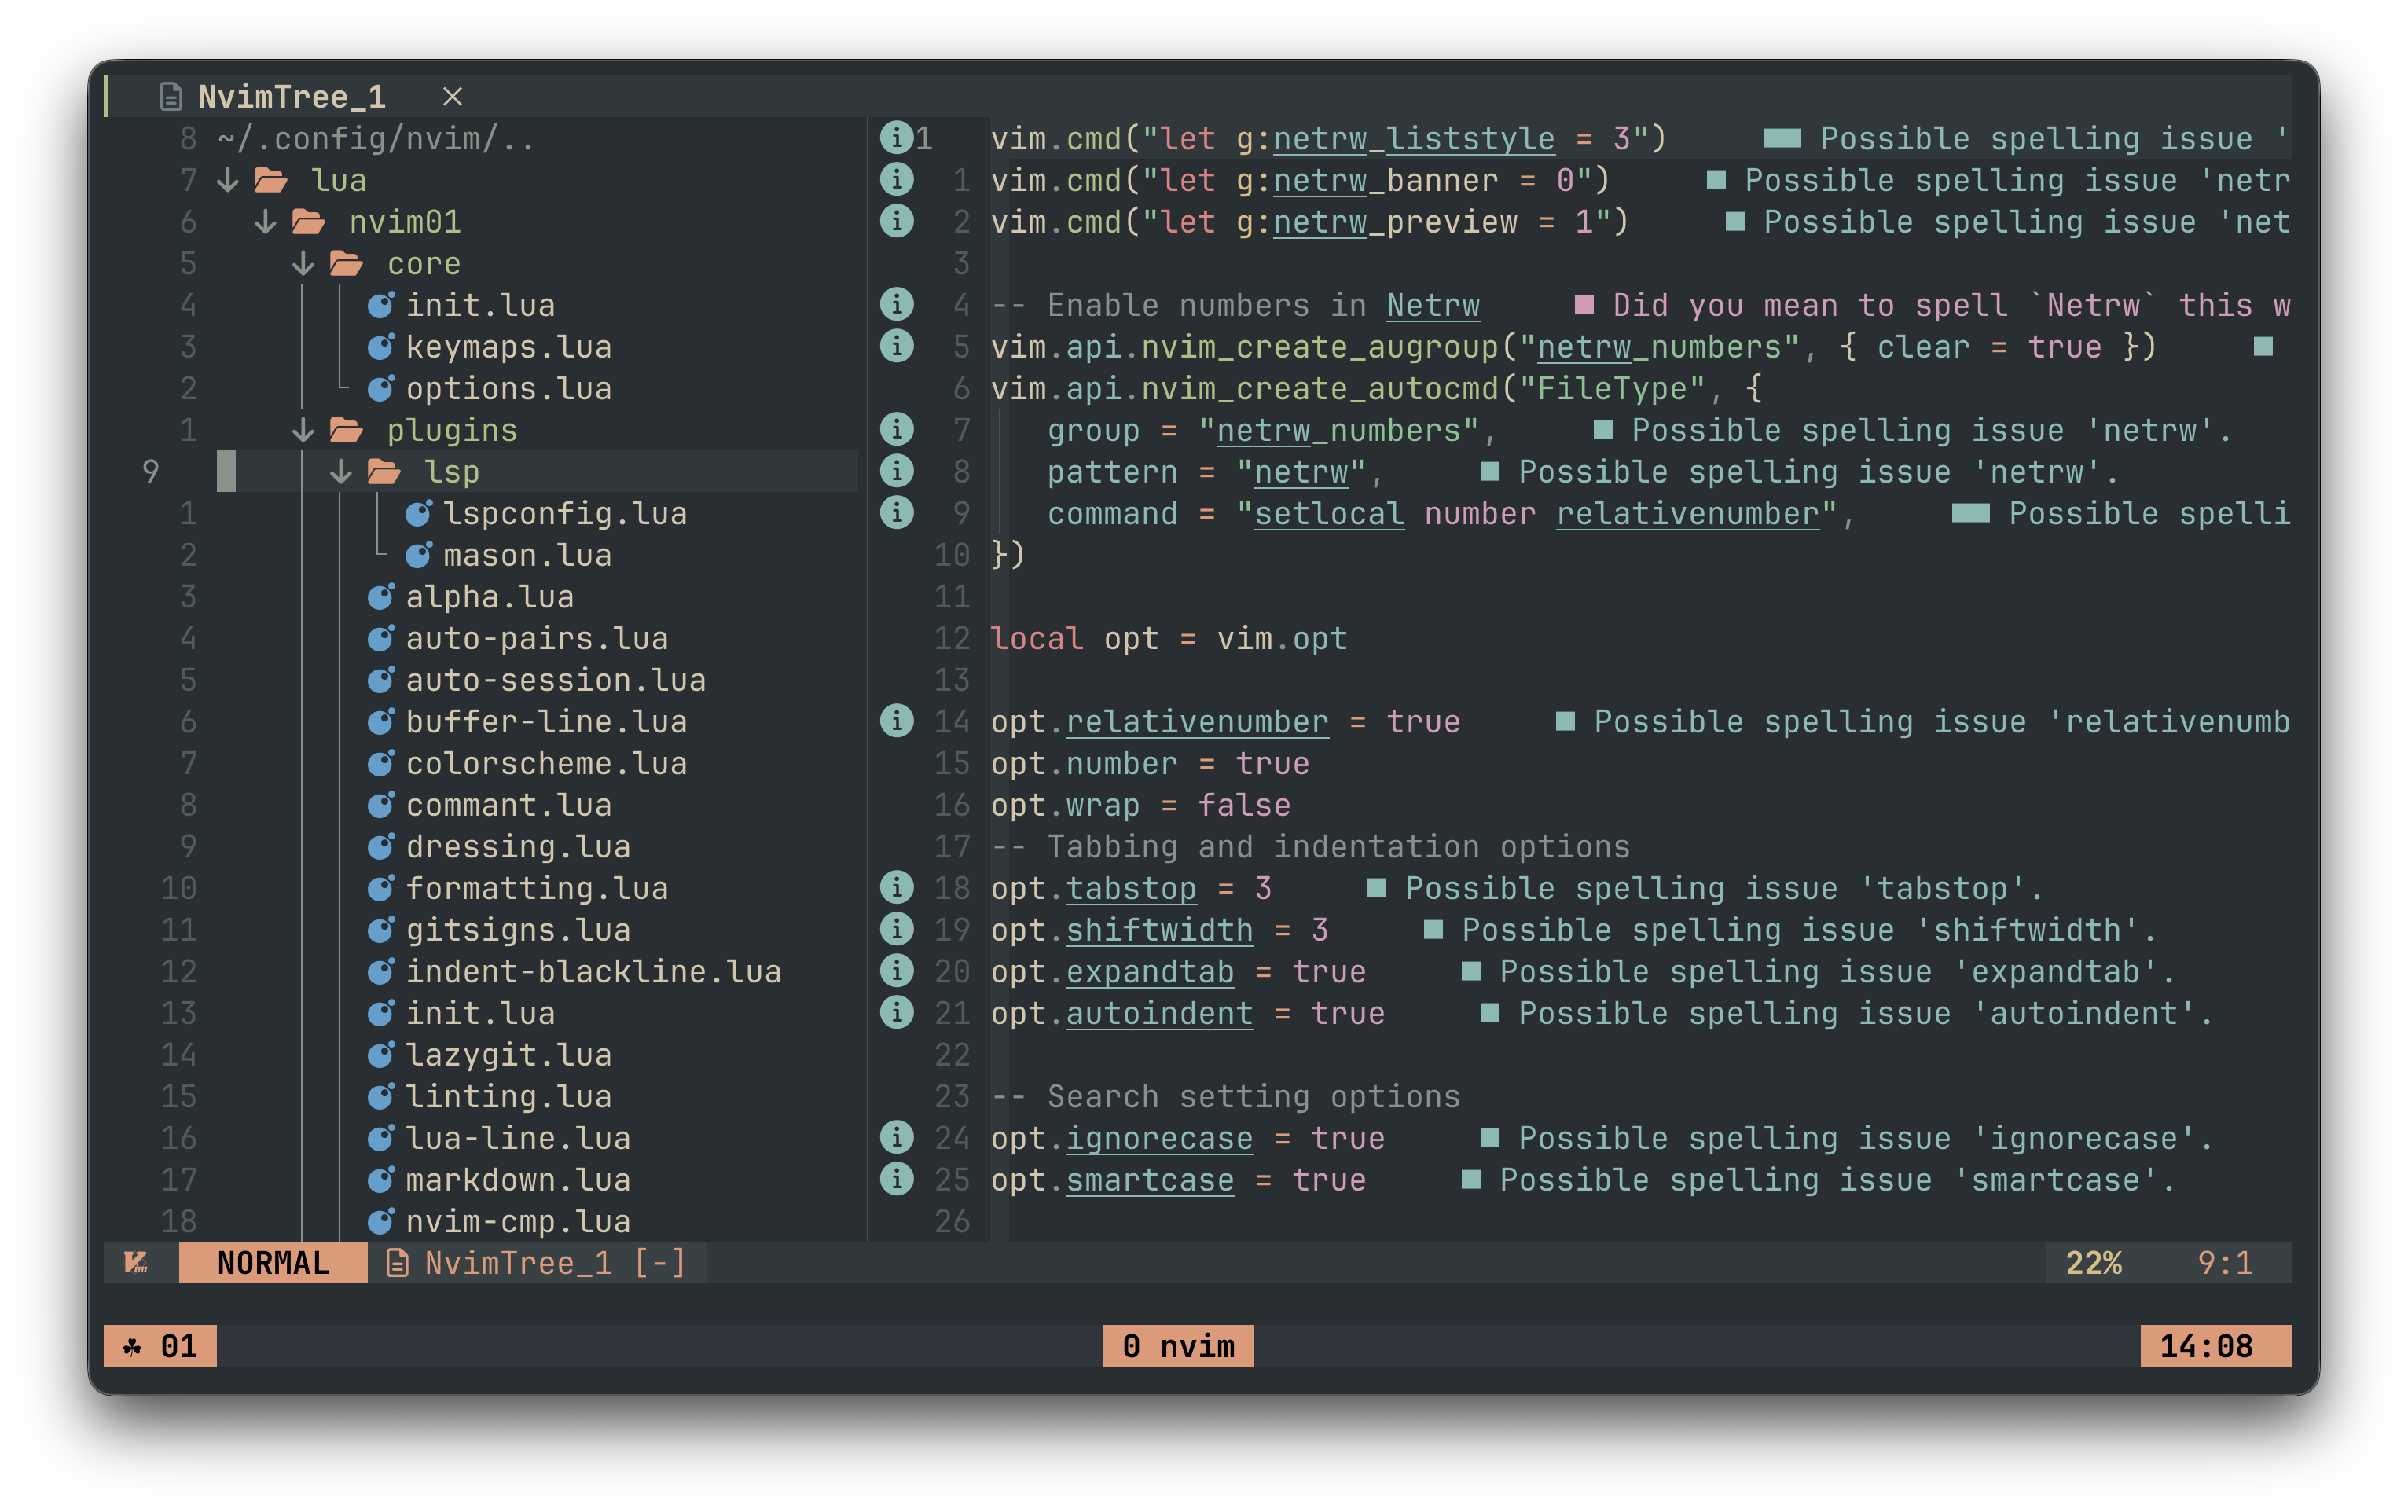 NvimTree_1 ×
8 ~/.config/nvim/..
7 lua
6 nvim01
5 core
4 init.lua
3 keymaps.lua
2 options.lua
1 plugins
9 lsp
1 lspconfig.lua
2 mason.lua
3 alpha.lua
4 auto-pairs.lua
5 auto-session.lua
6 buffer-line.lua
7 colorscheme.lua
8 commant.lua
9 dressing.lua
10 formatting.lua
11 gitsigns.lua
12 indent-blackline.lua
13 init.lua
14 lazygit.lua
15 linting.lua
16 lua-line.lua
17 markdown.lua
18 nvim-cmp.lua
1 vim.cmd("let g:netrw_liststyle = 3") Possible spelling issue '
1 vim.cmd("let g:netrw_banner = 0") Possible spelling issue 'netr
2 vim.cmd("let g:netrw_preview = 1") Possible spelling issue 'net
3
4 -- Enable numbers in Netrw Did you mean to spell `Netrw` this w
5 vim.api.nvim_create_augroup("netrw_numbers", { clear = true })
6 vim.api.nvim_create_autocmd("FileType", {
7 group = "netrw_numbers", Possible spelling issue 'netrw'.
8 pattern = "netrw", Possible spelling issue 'netrw'.
9 command = "setlocal number relativenumber", Possible spelli
10 })
11
12 local opt = vim.opt
13
14 opt.relativenumber = true Possible spelling issue 'relativenumb
15 opt.number = true
16 opt.wrap = false
17 -- Tabbing and indentation options
18 opt.tabstop = 3 Possible spelling issue 'tabstop'.
19 opt.shiftwidth = 3 Possible spelling issue 'shiftwidth'.
20 opt.expandtab = true Possible spelling issue 'expandtab'.
21 opt.autoindent = true Possible spelling issue 'autoindent'.
22
23 -- Search setting options
24 opt.ignorecase = true Possible spelling issue 'ignorecase'.
25 opt.smartcase = true Possible spelling issue 'smartcase'.
26
NORMAL NvimTree_1 [-] 22% 9:1
☘ 01 0 nvim 14:08